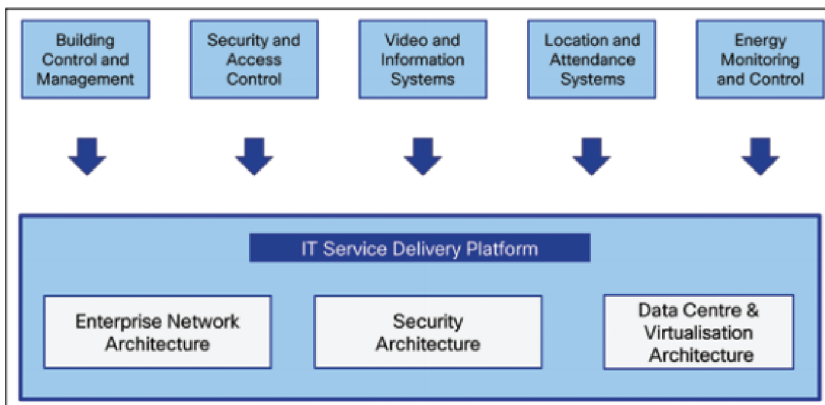 Building
Control and
Management
Security and
Access
Control
Video and
Information
Systems
Location and
Attendance
Systems
Energy
Monitoring
and Control
IT Service Delivery Platform
Enterprise Network
Architecture
Security
Architecture
Data Centre &
Virtualisation
Architecture